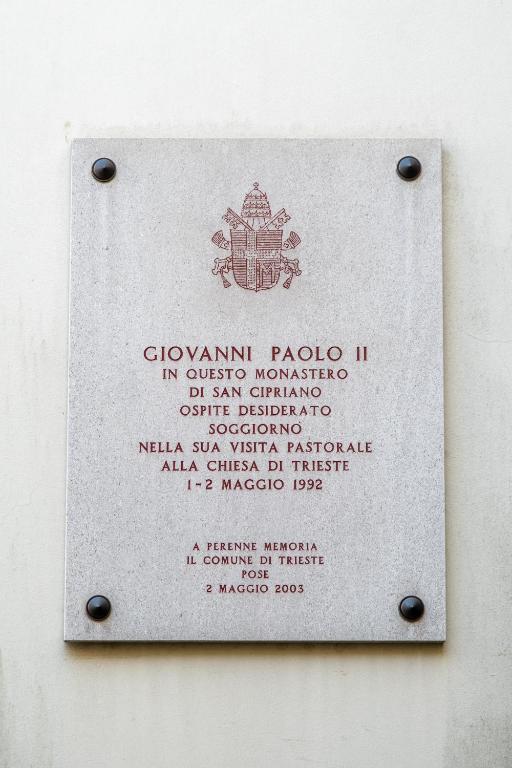 GIOVANNI PAOLO II
IN QUESTO MONASTERO
DI SAN CIPRIANO
OSPITE DESIDERATO
SOGGIORNO
NELLA SUA VISITA PASTORALE
ALLA CHIESA DI TRIESTE
1-2 MAGGIO 1992
A PERENNE MEMORIA
IL COMUNE DI TRIESTE
POSE
2 MAGGIO 2003